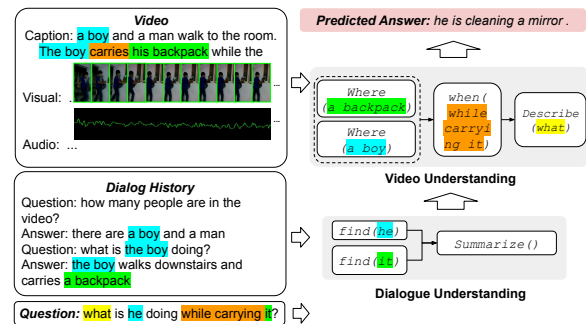 Video
Caption: a boy and a man walk to the room.
The boy carries his backpack while the
Visual: .
...
Audio: ...
...
Dialog History
Question: how many people are in the
video?
Answer: there are a boy and a man
Question: what is the boy doing?
Answer: the boy walks downstairs and
carries a backpack
Question: what is he doing while carrying it?
Predicted Answer: he is cleaning a mirror .
Where
(a backpack)
Where
(a boy)
when(
while
carryi
ng it)
Describe
(what)
Video Understanding
find(he)
find(it)
Summarize()
Dialogue Understanding